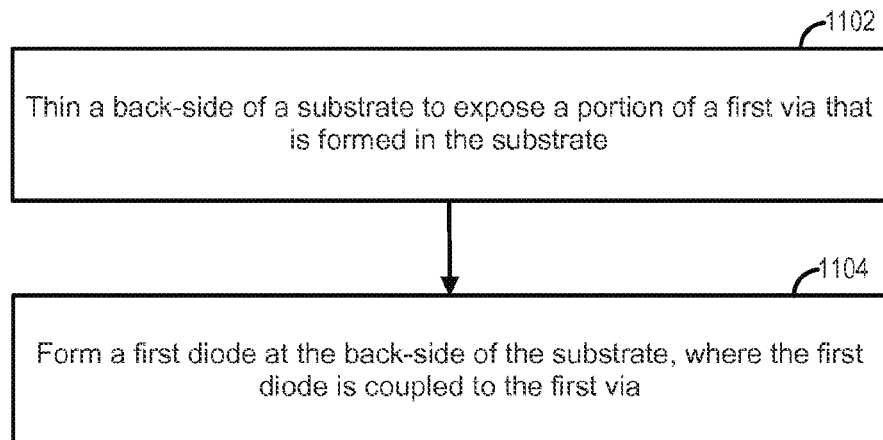 1102
Thin a back-side of a substrate to expose a portion of a first via that
is formed in the substrate
1104
Form a first diode at the back-side of the substrate, where the first
diode is coupled to the first via